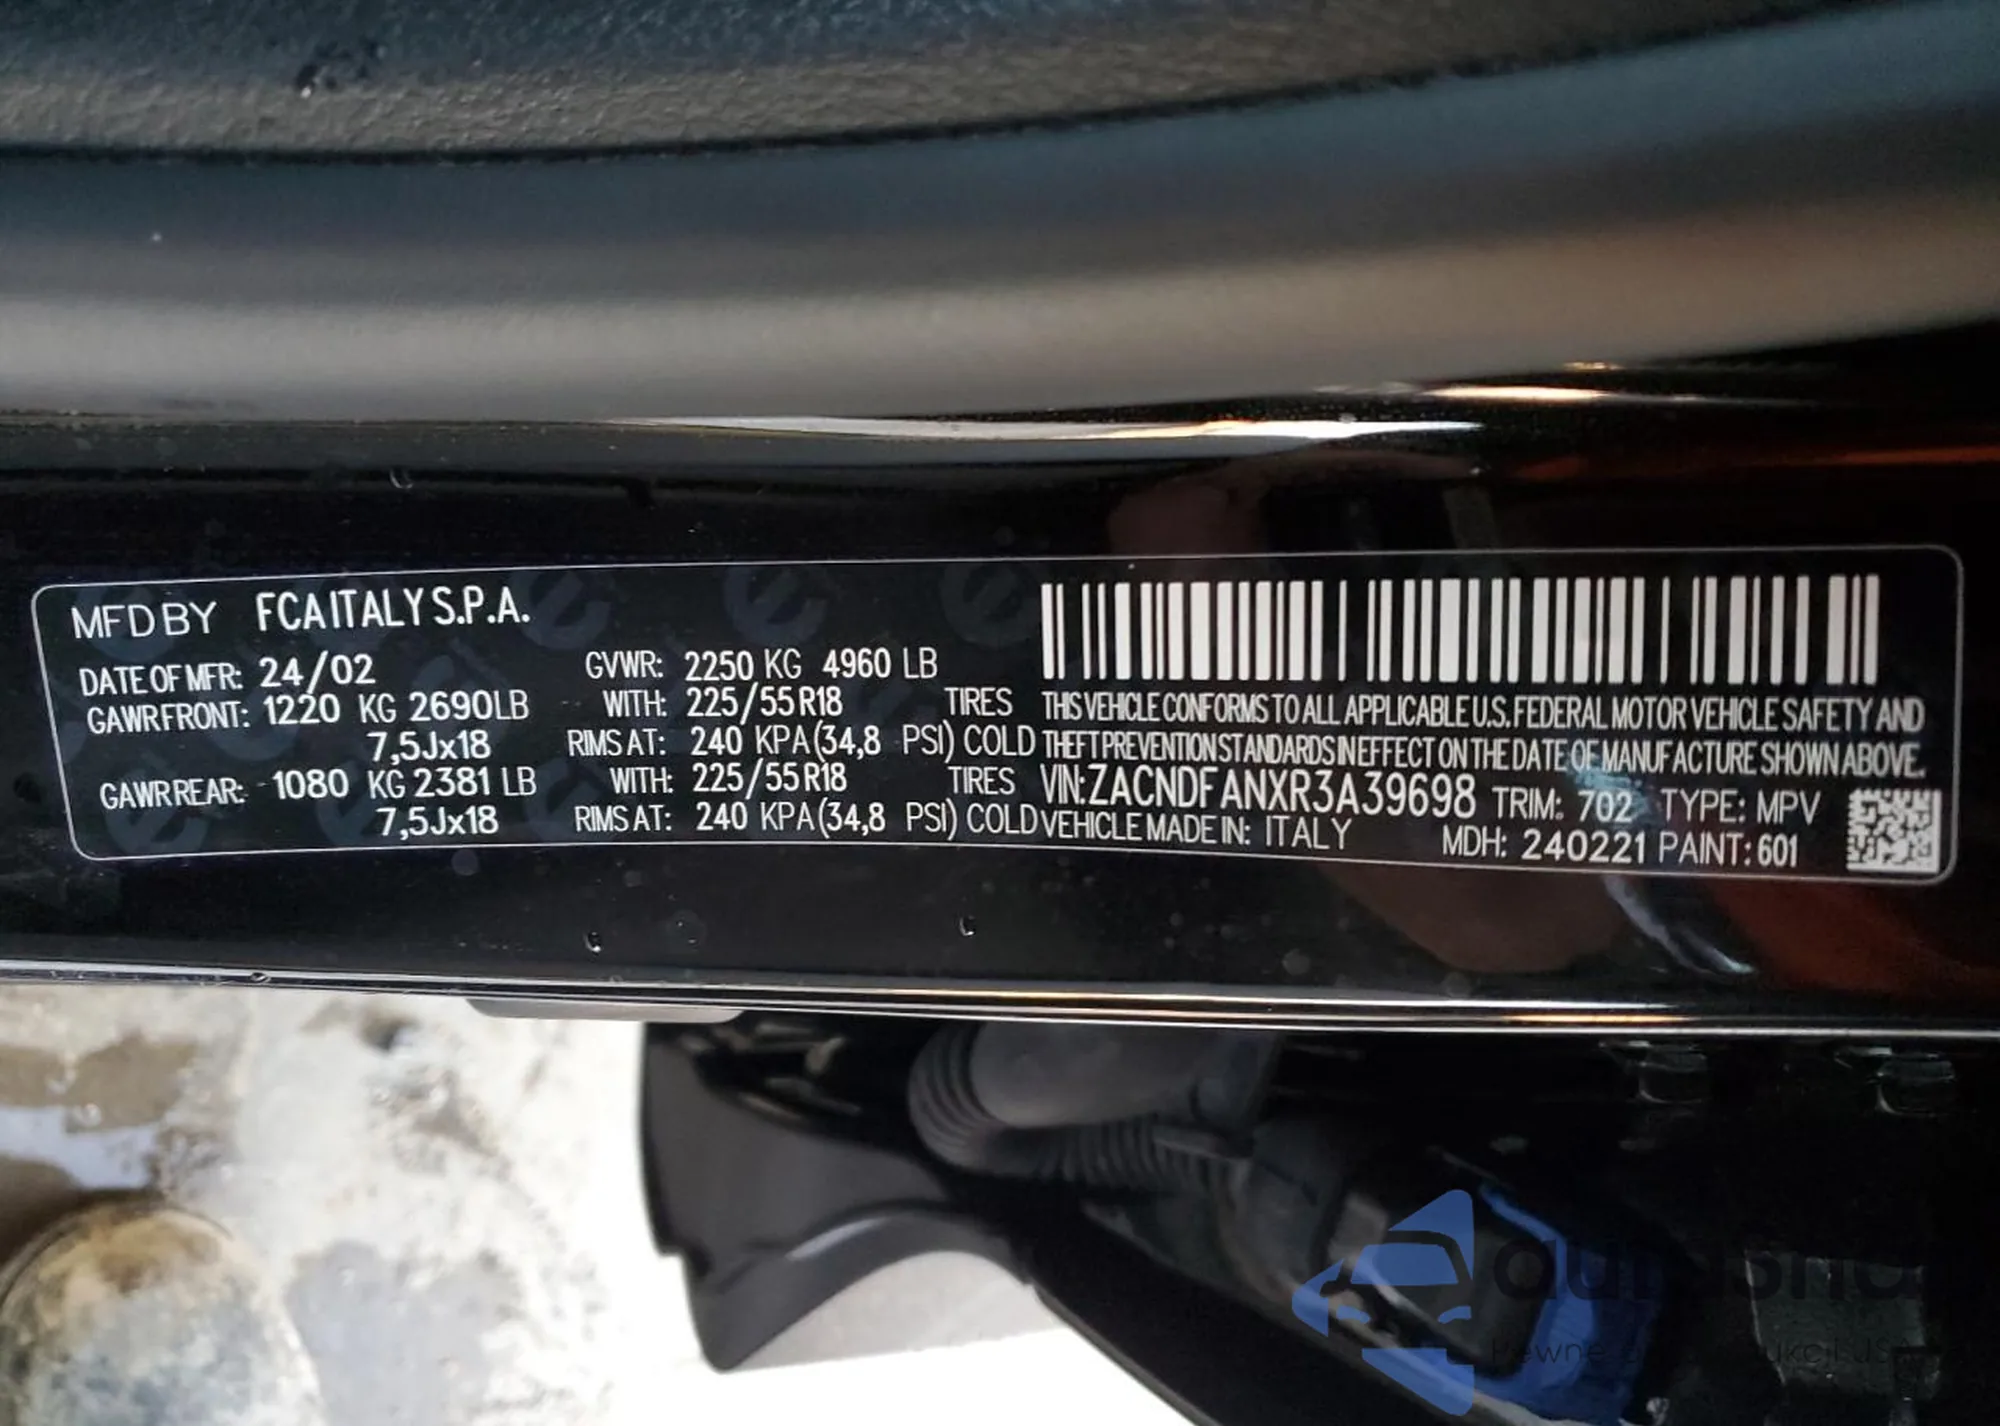 MFD BY FCA ITALY S.P.A.
DATE OF MFR: 24/02 GVWR: 2250 KG 4960 LB
GAWR FRONT: 1220 KG 2690 LB WITH: 225/55 R18 TIRES
7,5Jx18 RIMS AT: 240 KPA (34,8 PSI) COLD
GAWR REAR: 1080 KG 2381 LB WITH: 225/55 R18 TIRES
7,5Jx18 RIMS AT: 240 KPA (34,8 PSI) COLD
THIS VEHICLE CONFORMS TO ALL APPLICABLE U.S. FEDERAL MOTOR VEHICLE SAFETY AND
THEFT PREVENTION STANDARDS IN EFFECT ON THE DATE OF MANUFACTURE SHOWN ABOVE.
VIN: ZACNDFANXR3A39698 TRIM: 702 TYPE: MPV
VEHICLE MADE IN: ITALY MDH: 240221 PAINT: 601